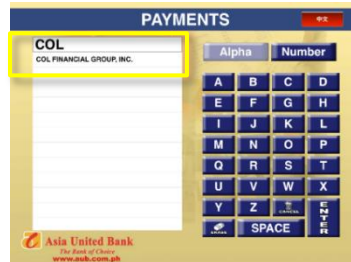 PAYMENTS
中文
COL
COL FINANCIAL GROUP, INC.
Alpha Number
A B C D
E F G H
I J K L
M N O P
Q R S T
U V W X
Y Z CANCEL ENTER
SPACE
Asia United Bank
The Bank of Choice
www.aub.com.ph